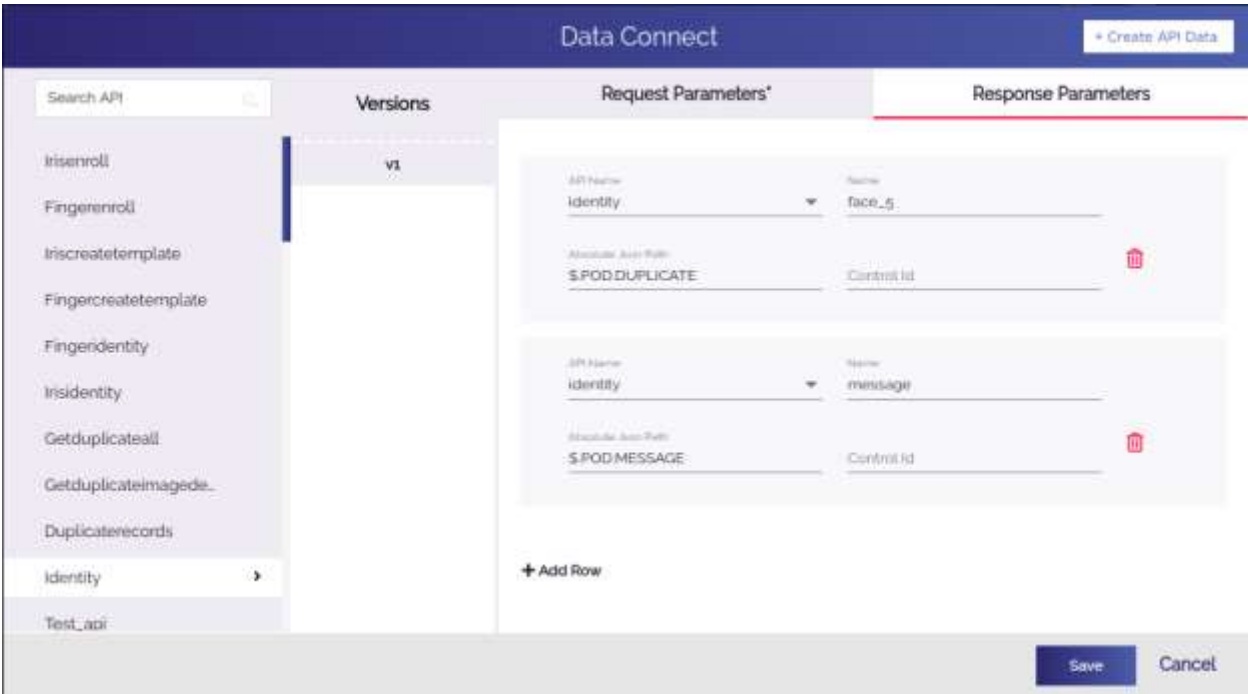 Data Connect
+ Create API Data
Search API
Irisenroll
Fingerenroll
Iriscreatetemplate
Fingercreatetemplate
Fingeridentity
Irisidentity
Getduplicateall
Getduplicateimagede...
Duplicaterecords
Identity
Test_api
Versions
v1
Request Parameters*
Response Parameters
API Name
Name
identity
face_5
Absolute Json Path
$.POD.DUPLICATE
Control Id
API Name
Name
identity
message
Absolute Json Path
$.POD.MESSAGE
Control Id
+ Add Row
Save
Cancel